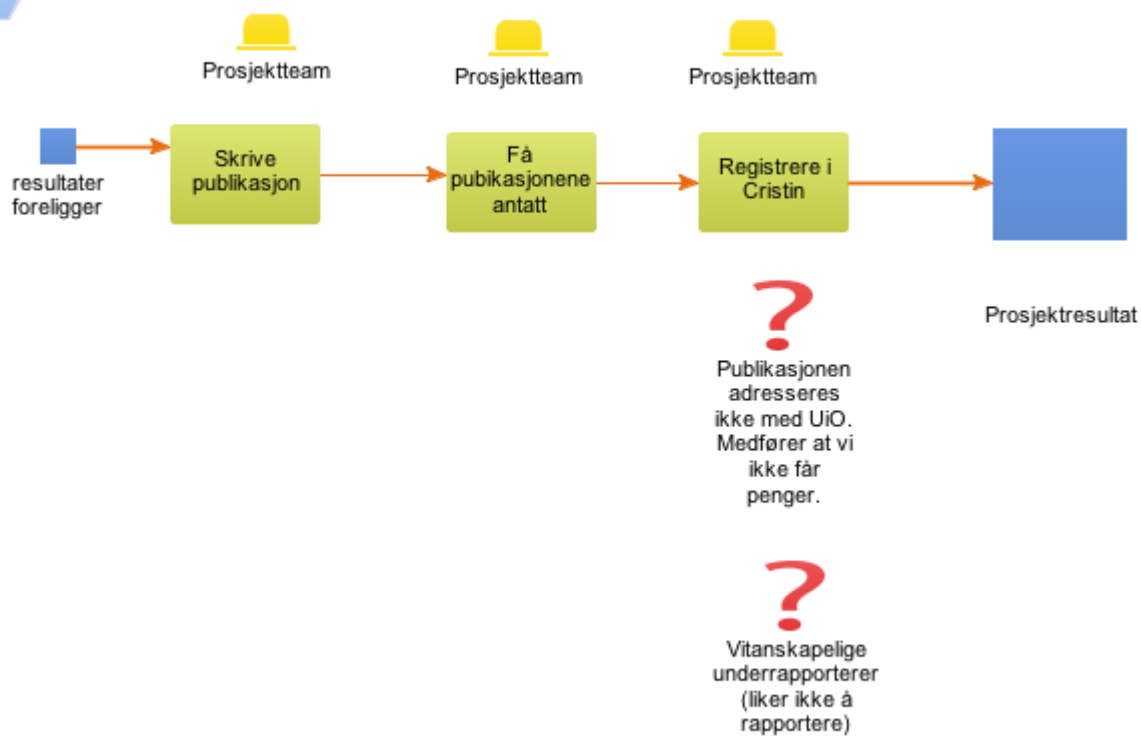 Prosjektteam
Prosjektteam
Prosjektteam
resultater
foreligger
Skrive
publikasjon
Få
pubikasjonene
antatt
Registrere i
Cristin
Prosjektresultat
Publikasjonen
adresseres
ikke med UiO.
Medfører at vi
ikke får
penger.
Vitanskapelige
underrapporterer
(liker ikke å
rapportere)